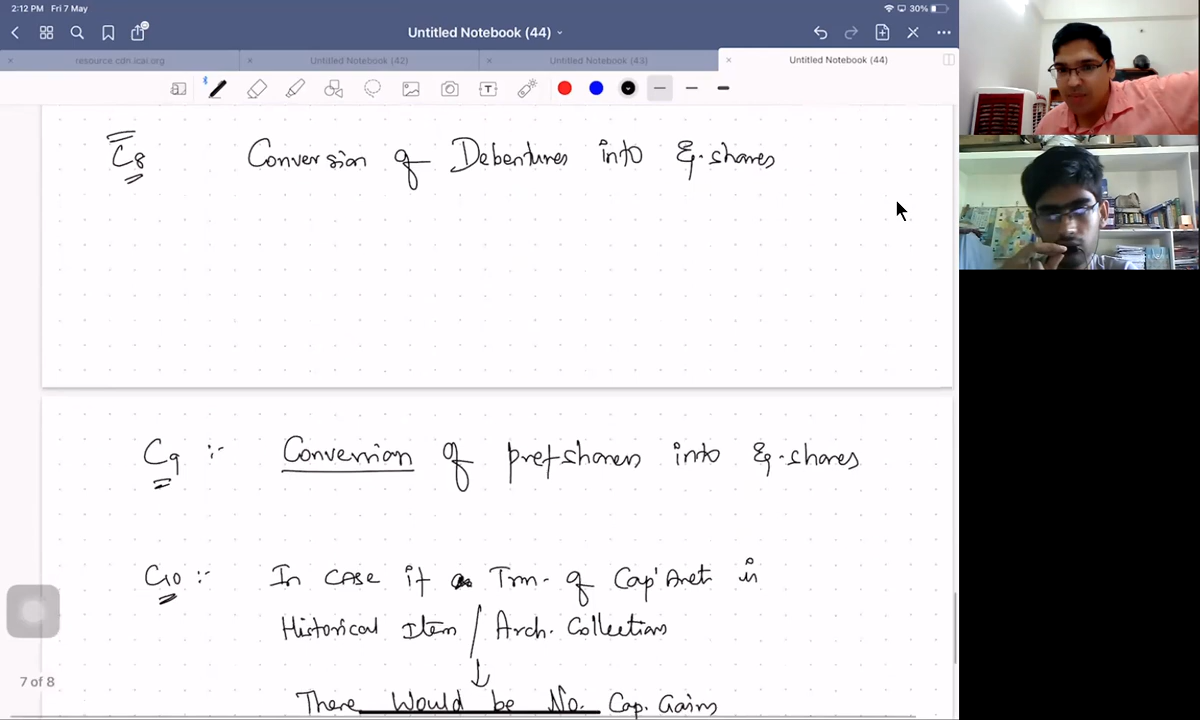 2:12 PM Fri 7 May
30%
Untitled Notebook (44)
resource.cdn.icai.org
Untitled Notebook (42)
Untitled Notebook (43)
Untitled Notebook (44)
C8 Conversion of Debentures into Eq. shares
C9 :- Conversion of pref shares into Eq. shares
C10 :- In CASE if Trn. of Cap' Asset is
Historical Item / Arch. Collections
There Would be No. Cap. Gains
7 of 8